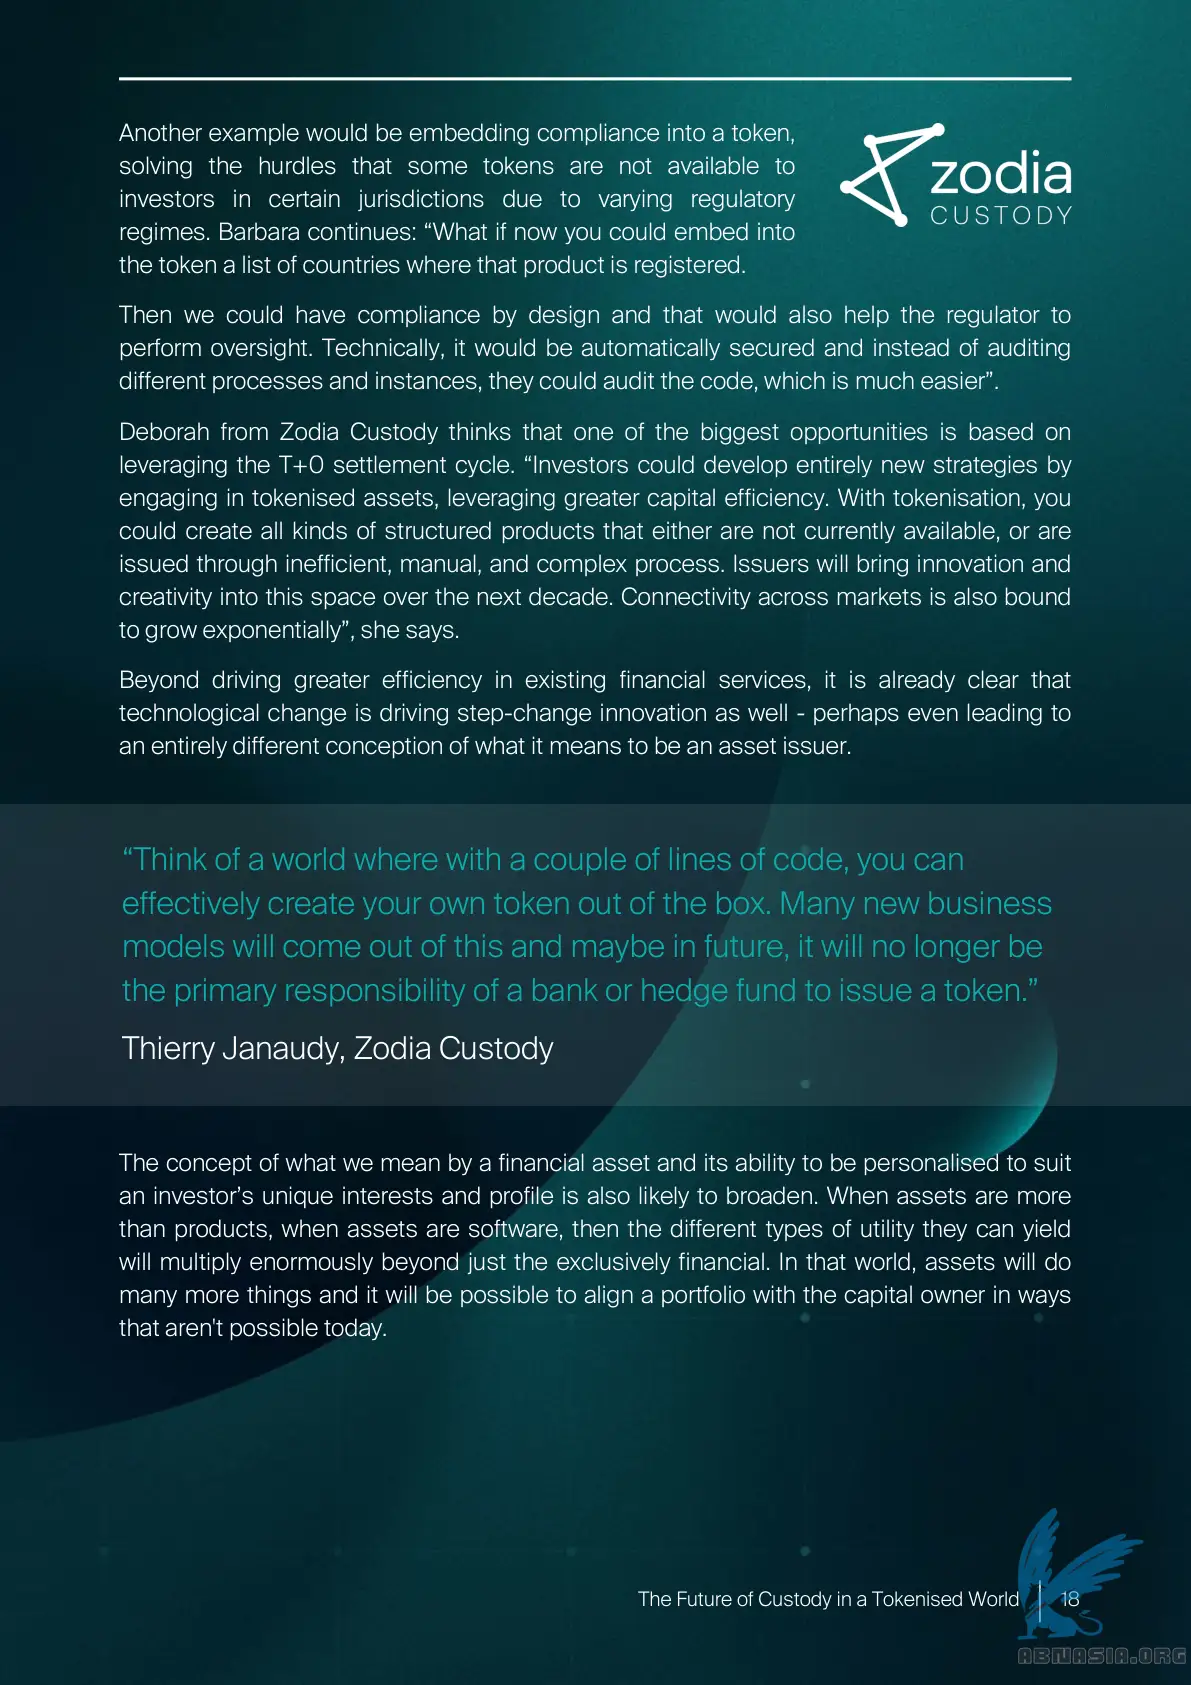 Another example would be embedding compliance into a token,
solving the hurdles that some tokens are not available to
investors in certain jurisdictions due to varying regulatory
regimes. Barbara continues: “What if now you could embed into
the token a list of countries where that product is registered.
zodia
CUSTODY
Then we could have compliance by design and that would also help the regulator to
perform oversight. Technically, it would be automatically secured and instead of auditing
different processes and instances, they could audit the code, which is much easier”.
Deborah from Zodia Custody thinks that one of the biggest opportunities is based on
leveraging the T+0 settlement cycle. “Investors could develop entirely new strategies by
engaging in tokenised assets, leveraging greater capital efficiency. With tokenisation, you
could create all kinds of structured products that either are not currently available, or are
issued through inefficient, manual, and complex process. Issuers will bring innovation and
creativity into this space over the next decade. Connectivity across markets is also bound
to grow exponentially”, she says.
Beyond driving greater efficiency in existing financial services, it is already clear that
technological change is driving step-change innovation as well - perhaps even leading to
an entirely different conception of what it means to be an asset issuer.
“Think of a world where with a couple of lines of code, you can
effectively create your own token out of the box. Many new business
models will come out of this and maybe in future, it will no longer be
the primary responsibility of a bank or hedge fund to issue a token.”
Thierry Janaudy, Zodia Custody
The concept of what we mean by a financial asset and its ability to be personalised to suit
an investor’s unique interests and profile is also likely to broaden. When assets are more
than products, when assets are software, then the different types of utility they can yield
will multiply enormously beyond just the exclusively financial. In that world, assets will do
many more things and it will be possible to align a portfolio with the capital owner in ways
that aren't possible today.
The Future of Custody in a Tokenised World
18
ABNASIA.ORG